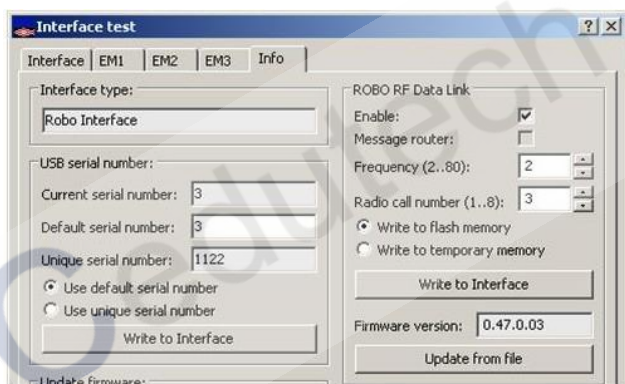 Interface test
Interface EM1 EM2 EM3 Info
Interface type:
Robo Interface
USB serial number:
Current serial number: 3
Default serial number: 3
Unique serial number: 1122
Use default serial number
Use unique serial number
Write to Interface
Update firmware:
ROBO RF Data Link
Enable:
Message router:
Frequency (2..80): 2
Radio call number (1..8): 3
Write to flash memory
Write to temporary memory
Write to Interface
Firmware version: 0.47.0.03
Update from file
Cedutech